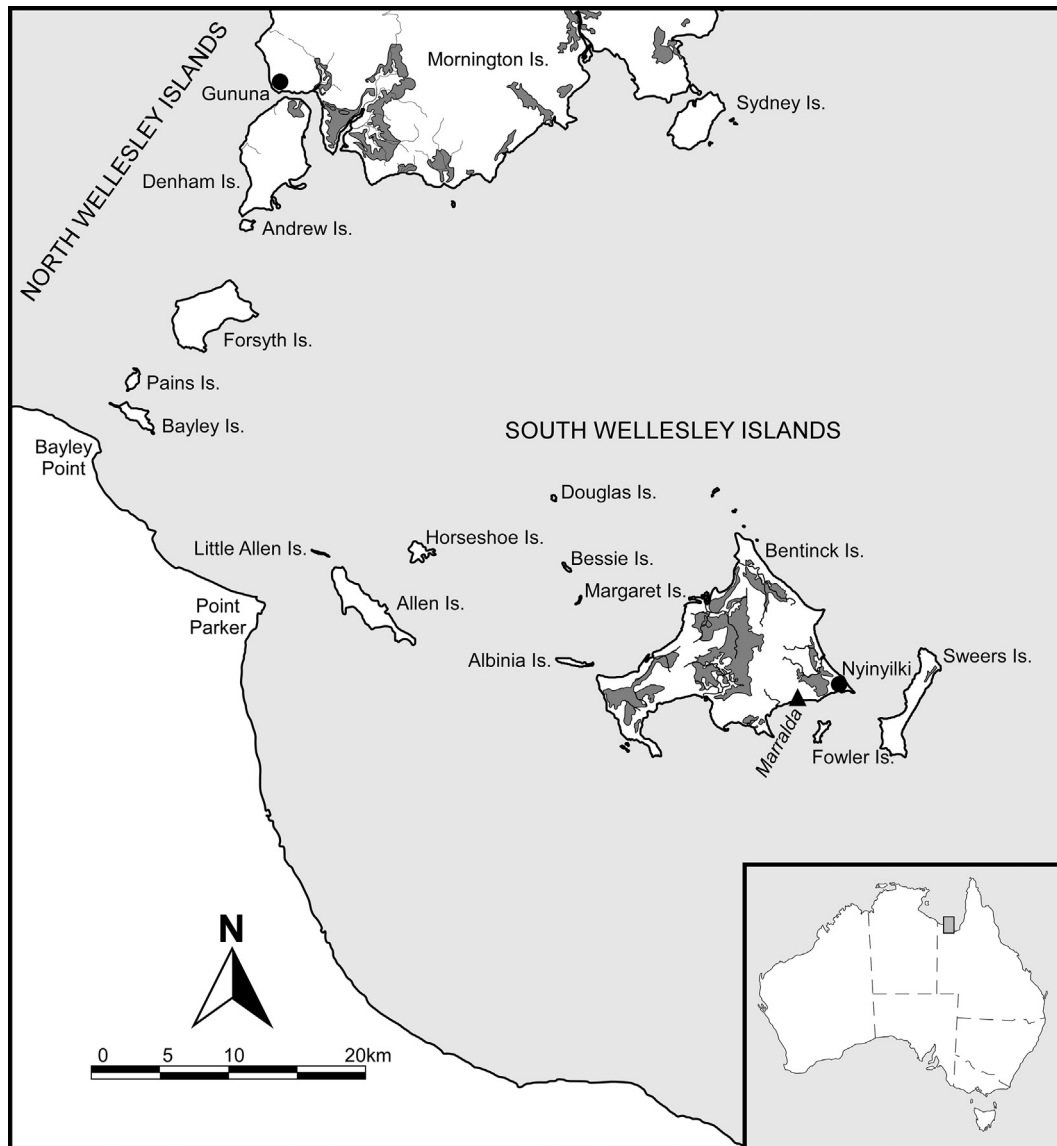 NORTH WELLESLEY ISLANDS
Mornington Is.
Gununa
Sydney Is.
Denham Is.
Andrew Is.
Forsyth Is.
Pains Is.
Bayley Is.
Bayley
Point
SOUTH WELLESLEY ISLANDS
Douglas Is.
Little Allen Is.
Horseshoe Is.
Bentinck Is.
Bessie Is.
Margaret Is.
Allen Is.
Point
Parker
Albinia Is.
Nyinyilki
Sweers Is.
Marralda
Fowler Is.
N
0 5 10 20km